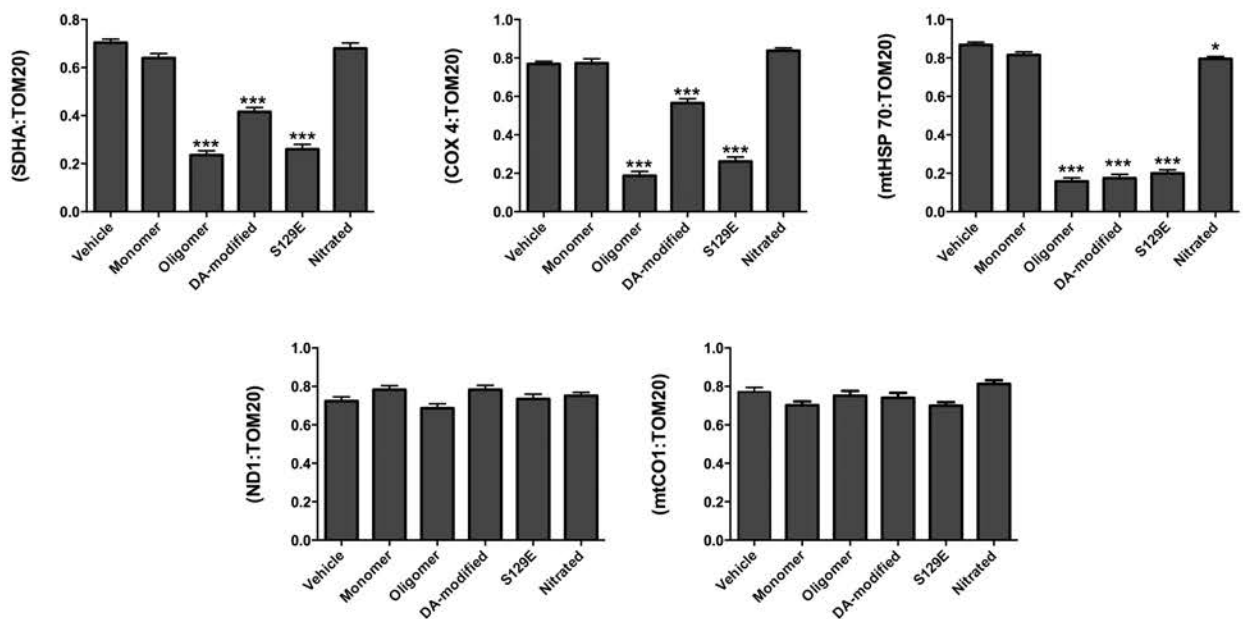 (SDHA:TOM20)
0.8
0.6
0.4
0.2
0.0
***
***
***
Vehicle
Monomer
Oligomer
DA-modified
S129E
Nitrated
(COX 4:TOM20)
1.0
0.8
0.6
0.4
0.2
0.0
***
***
***
Vehicle
Monomer
Oligomer
DA-modified
S129E
Nitrated
(mtHSP 70:TOM20)
1.0
0.8
0.6
0.4
0.2
0.0
***
***
***
*
Vehicle
Monomer
Oligomer
DA-modified
S129E
Nitrated
(ND1:TOM20)
1.0
0.8
0.6
0.4
0.2
0.0
Vehicle
Monomer
Oligomer
DA-modified
S129E
Nitrated
(mtCO1:TOM20)
1.0
0.8
0.6
0.4
0.2
0.0
Vehicle
Monomer
Oligomer
DA-modified
S129E
Nitrated